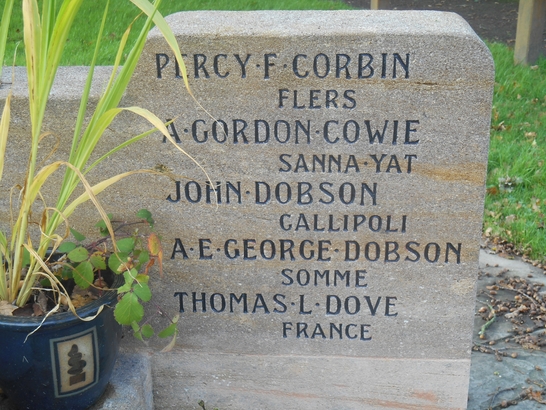 PERCY·F·CORBIN
FLERS
A·GORDON·COWIE
SANNA·YAT
JOHN·DOBSON
GALLIPOLI
A·E·GEORGE·DOBSON
SOMME
THOMAS·L·DOVE
FRANCE